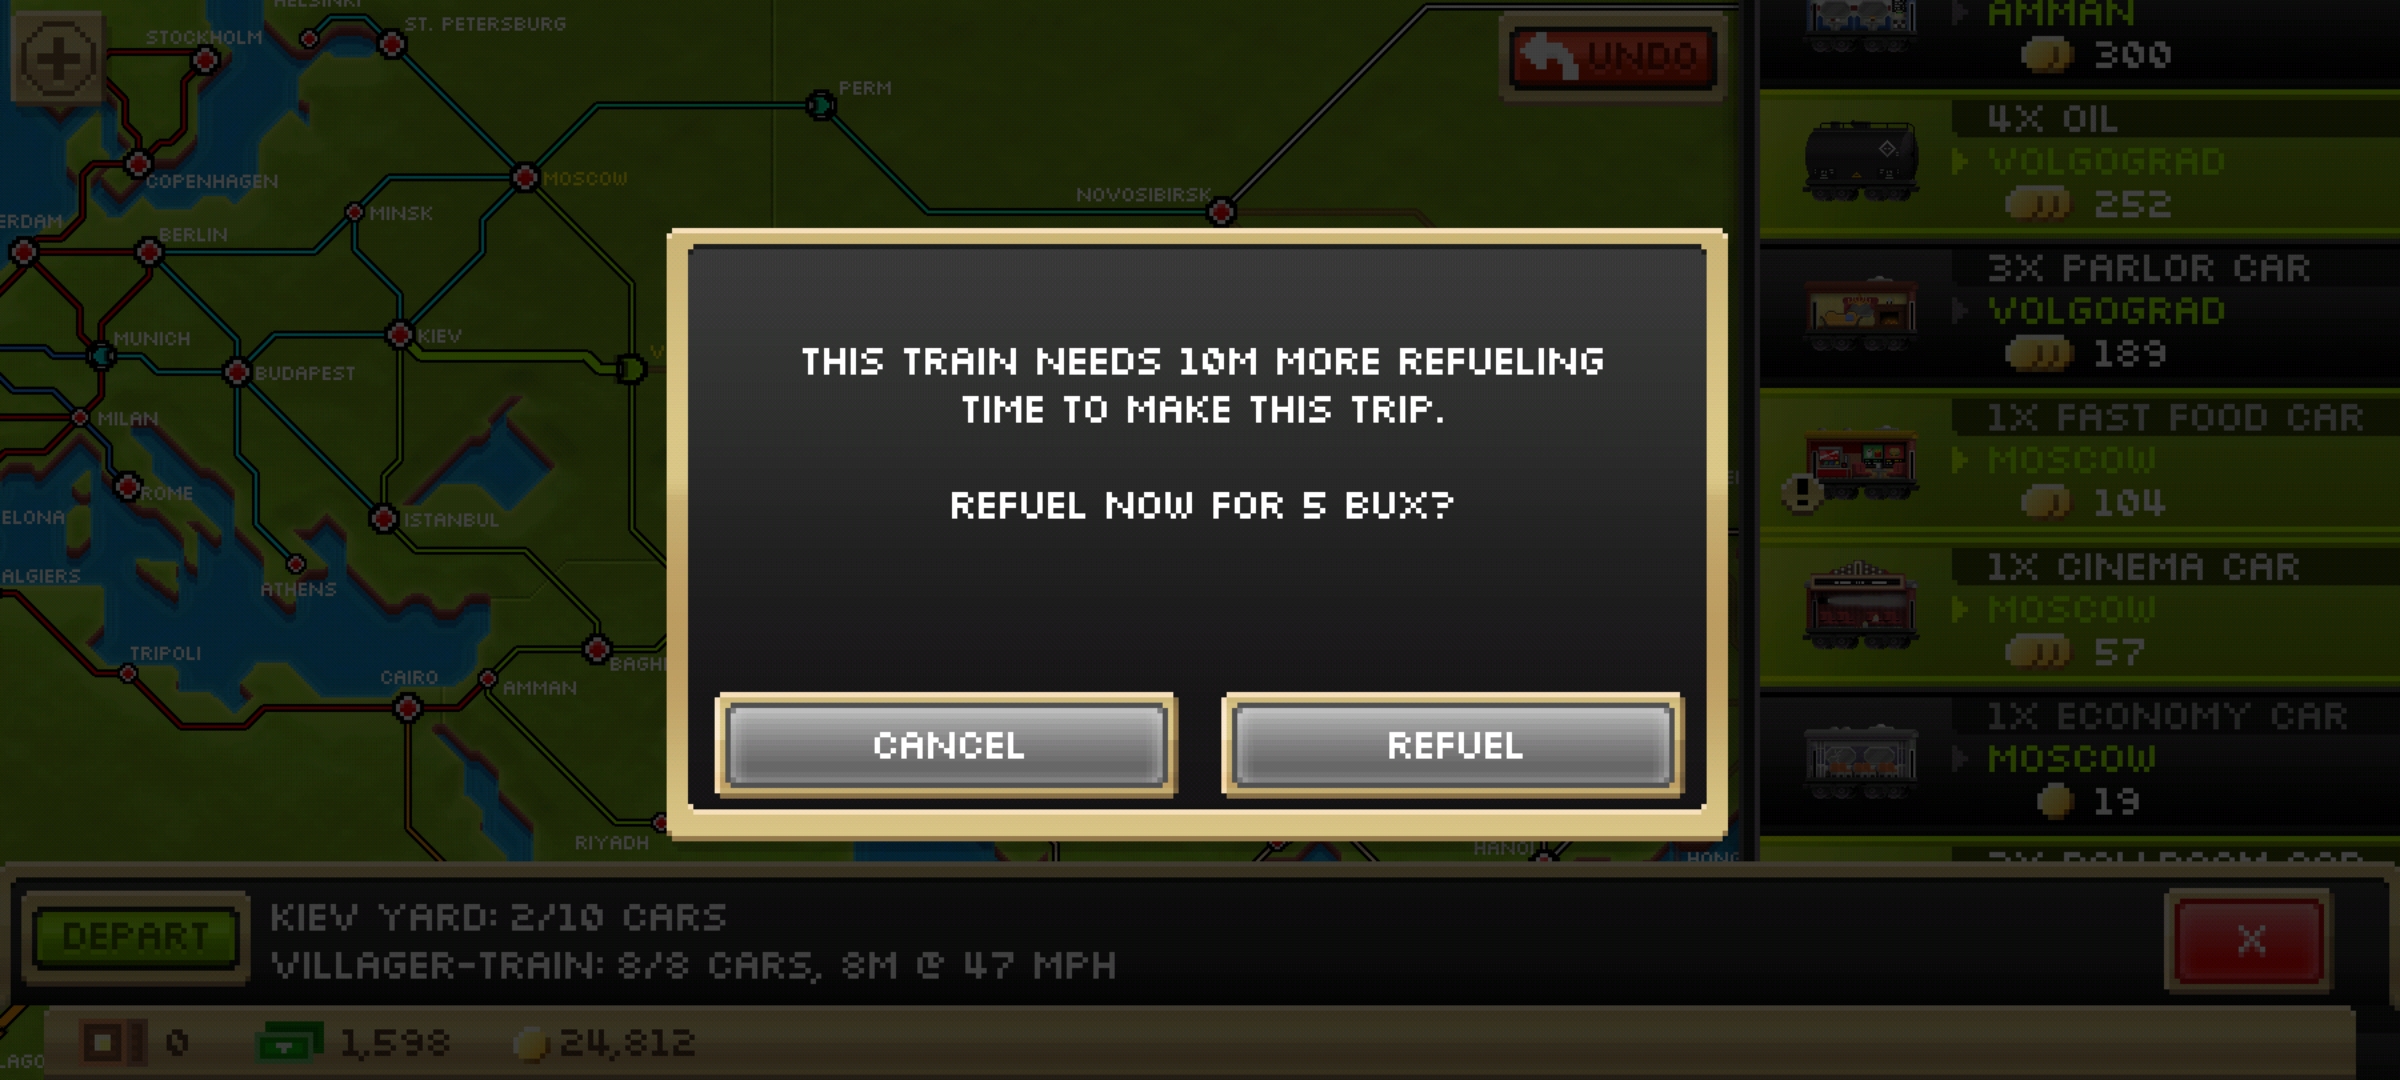 STOCKHOLM
ST. PETERSBURG
PERM
COPENHAGEN
MOSCOW
NOVOSIBIRSK
MINSK
BERLIN
MUNICH
KIEV
BUDAPEST
MILAN
ROME
ISTANBUL
ALGIERS
ATHENS
TRIPOLI
CAIRO
AMMAN
RIYADH
UNDO
AMMAN
300
4X OIL
VOLGOGRAD
252
3X PARLOR CAR
VOLGOGRAD
189
1X FAST FOOD CAR
MOSCOW
104
1X CINEMA CAR
MOSCOW
57
1X ECONOMY CAR
MOSCOW
19
THIS TRAIN NEEDS 10M MORE REFUELING
TIME TO MAKE THIS TRIP.
REFUEL NOW FOR 5 BUX?
CANCEL
REFUEL
DEPART
KIEV YARD: 2/10 CARS
VILLAGER-TRAIN: 8/8 CARS, 8M @ 47 MPH
X
0
1,598
24,812